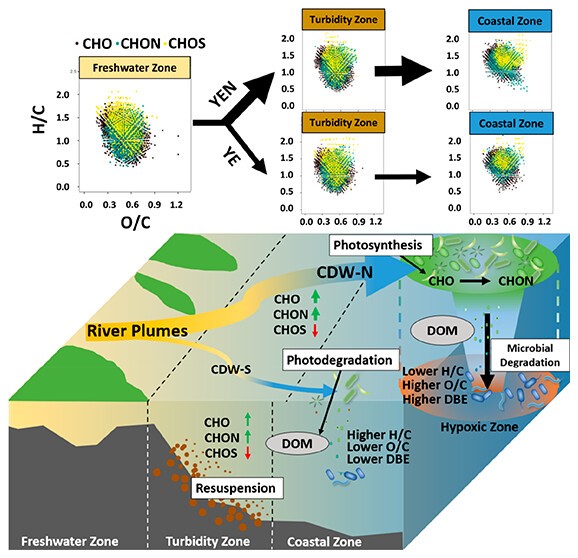 • CHO •CHON CHOS
Freshwater Zone
2.5
H/C
2.0
1.5
1.0
0.5
0.0
0.0 0.3 0.6 0.9 1.2
O/C
YEN
YE
Turbidity Zone
2.0
1.5
1.0
0.5
0.0
Coastal Zone
2.0
1.5
1.0
0.5
0.0
Turbidity Zone
2.0
1.5
1.0
0.5
0.0
0.0 0.3 0.6 0.9 1.2
Coastal Zone
2.0
1.5
1.0
0.5
0.0
0.0 0.3 0.6 0.9 1.2
Photosynthesis
CDW-N
CHO
CHON
CHO
CHON
CHOS
River Plumes
DOM
Microbial
Degradation
Photodegradation
CDW-S
Lower H/C
Higher O/C
Higher DBE
Hypoxic Zone
CHO
CHON
CHOS
DOM
Higher H/C
Lower O/C
Lower DBE
Resuspension
Freshwater Zone
Turbidity Zone
Coastal Zone